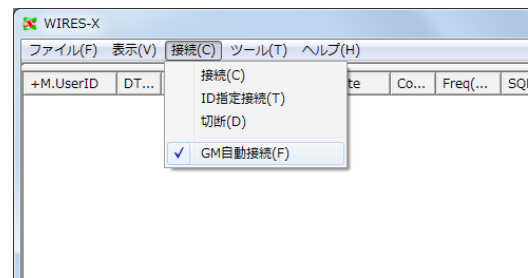 WIRES-X
ファイル(F) 表示(V) 接続(C) ツール(T) ヘルプ(H)
+M.UserID DT... te Co... Freq(... SQL
接続(C)
ID指定接続(T)
切断(D)
✓ GM自動接続(F)